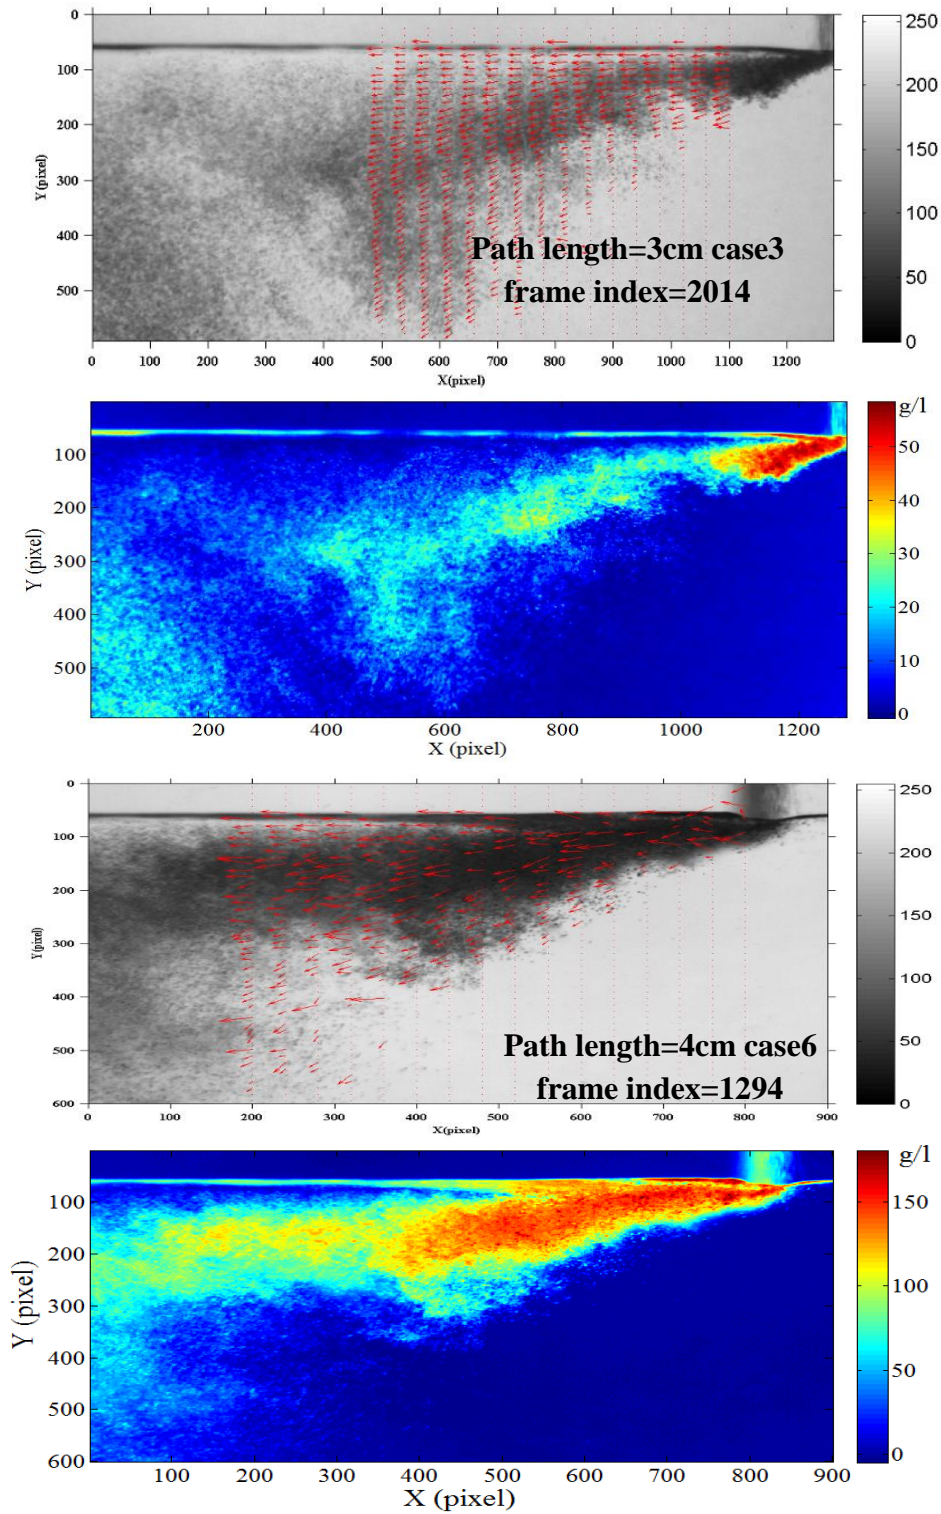 0
100
200
300
400
500
Y(pixel)
250
200
150
100
50
0
Path length=3cm case3
frame index=2014
0 100 200 300 400 500 600 700 800 900 1000 1100 1200
X(pixel)
100
200
300
400
500
Y (pixel)
g/l
50
40
30
20
10
0
200 400 600 800 1000 1200
X (pixel)
0
100
200
300
400
500
600
Y(pixel)
250
200
150
100
50
0
Path length=4cm case6
frame index=1294
0 100 200 300 400 500 600 700 800 900
X(pixel)
100
200
300
400
500
600
Y (pixel)
g/l
150
100
50
0
100 200 300 400 500 600 700 800 900
X (pixel)